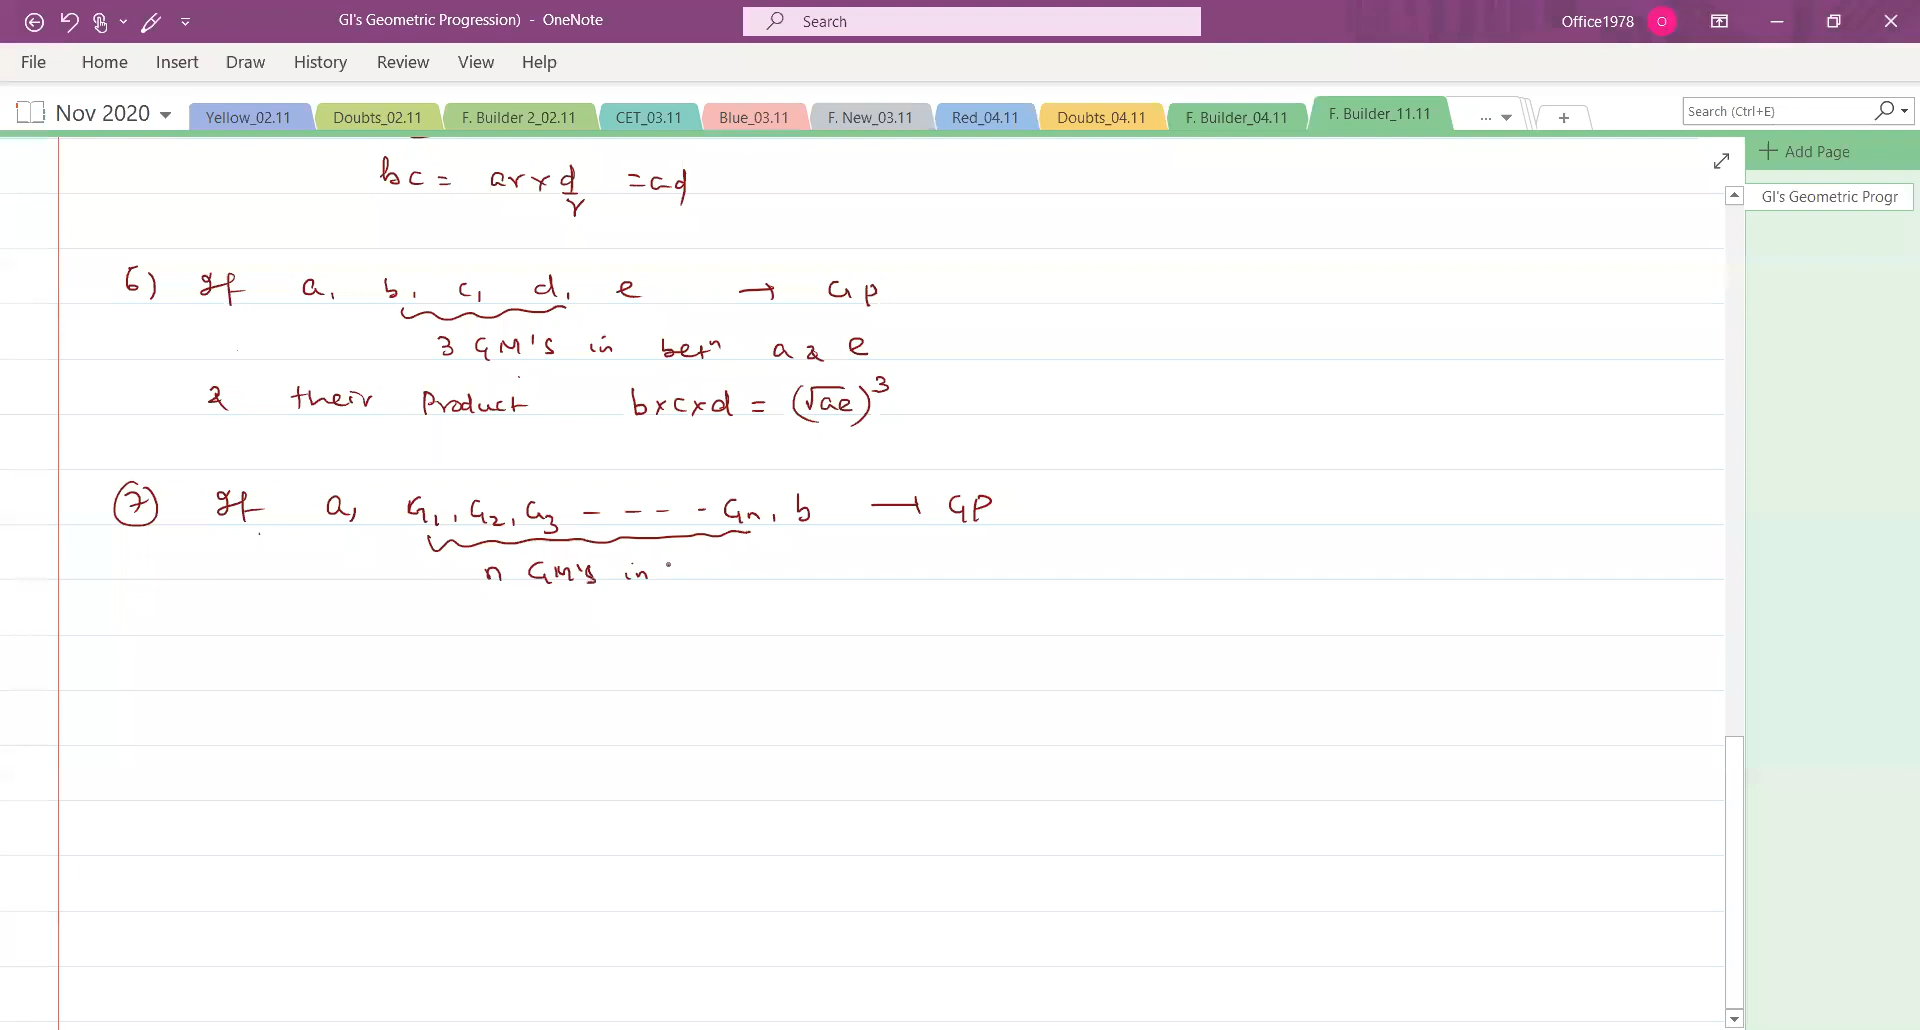 GI's Geometric Progression) - OneNote
Search
Office1978
O
File Home Insert Draw History Review View Help
Nov 2020
Yellow_02.11
Doubts_02.11
F. Builder 2_02.11
CET_03.11
Blue_03.11
F. New_03.11
Red_04.11
Doubts_04.11
F. Builder_04.11
F. Builder_11.11
...
+
Search (Ctrl+E)
+ Add Page
GI's Geometric Progr
bc = ar × d/r = ad
6) If a, b, c, d, e → GP
3 GM's in betⁿ a & e
& their Product b×c×d = (√ae)³
7 If a, G₁, G₂, G₃ - - - - Gₙ, b → GP
n GM's in